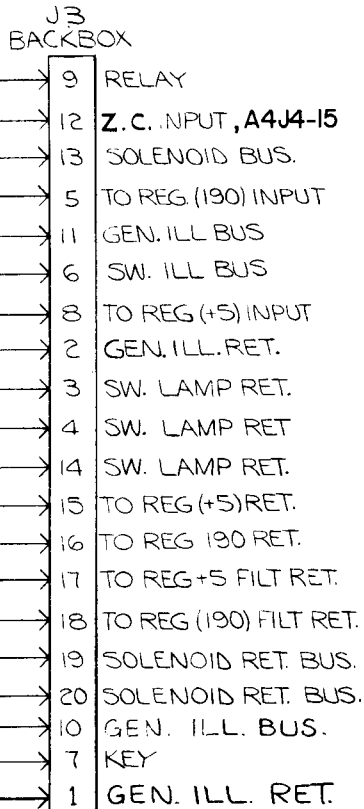 J3
BACKBOX
9 RELAY
12 Z.C. .NPUT, A4J4-15
13 SOLENOID BUS.
5 TO REG. (190) INPUT
11 GEN. ILL BUS
6 SW. ILL BUS
8 TO REG (+5) INPUT
2 GEN. ILL. RET.
3 SW. LAMP RET.
4 SW. LAMP RET
14 SW. LAMP RET.
15 TO REG (+5) RET.
16 TO REG 190 RET.
17 TO REG +5 FILT RET.
18 TO REG (190) FILT RET.
19 SOLENOID RET. BUS.
20 SOLENOID RET. BUS.
10 GEN. ILL. BUS.
7 KEY
1 GEN. ILL. RET.